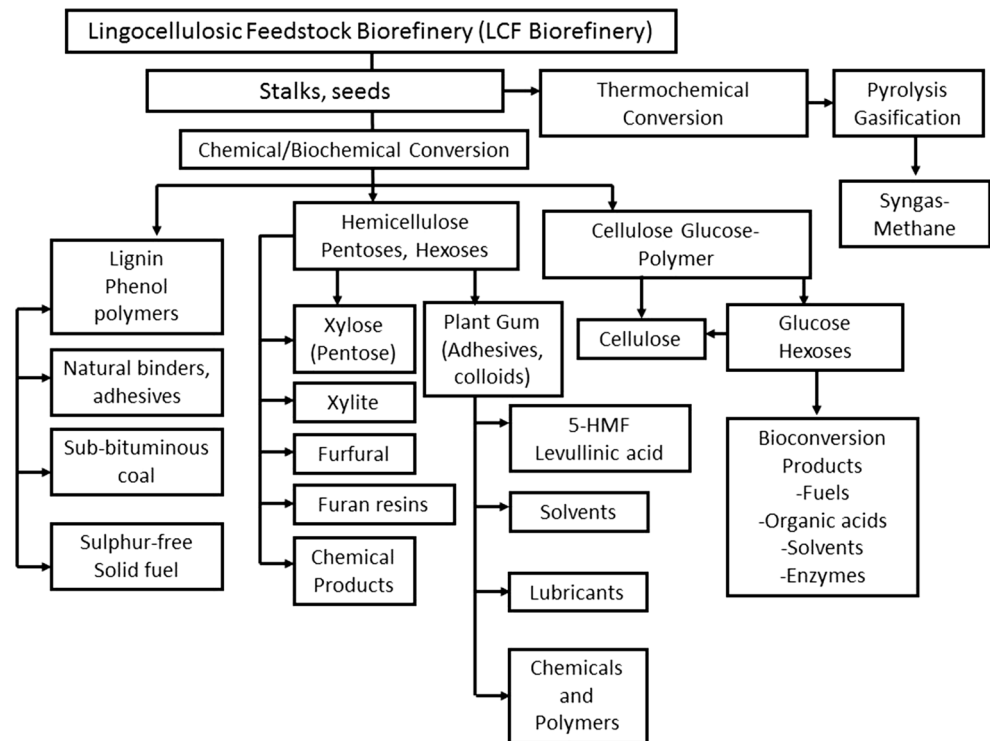 Lingocellulosic Feedstock Biorefinery (LCF Biorefinery)
Stalks, seeds
Thermochemical
Conversion
Pyrolysis
Gasification
Chemical/Biochemical Conversion
Syngas-
Methane
Lignin
Phenol
polymers
Hemicellulose
Pentoses, Hexoses
Cellulose Glucose-
Polymer
Natural binders,
adhesives
Sub-bituminous
coal
Sulphur-free
Solid fuel
Xylose
(Pentose)
Xylite
Furfural
Furan resins
Chemical
Products
Plant Gum
(Adhesives,
colloids)
5-HMF
Levullinic acid
Solvents
Lubricants
Chemicals
and
Polymers
Cellulose
Glucose
Hexoses
Bioconversion
Products
-Fuels
-Organic acids
-Solvents
-Enzymes